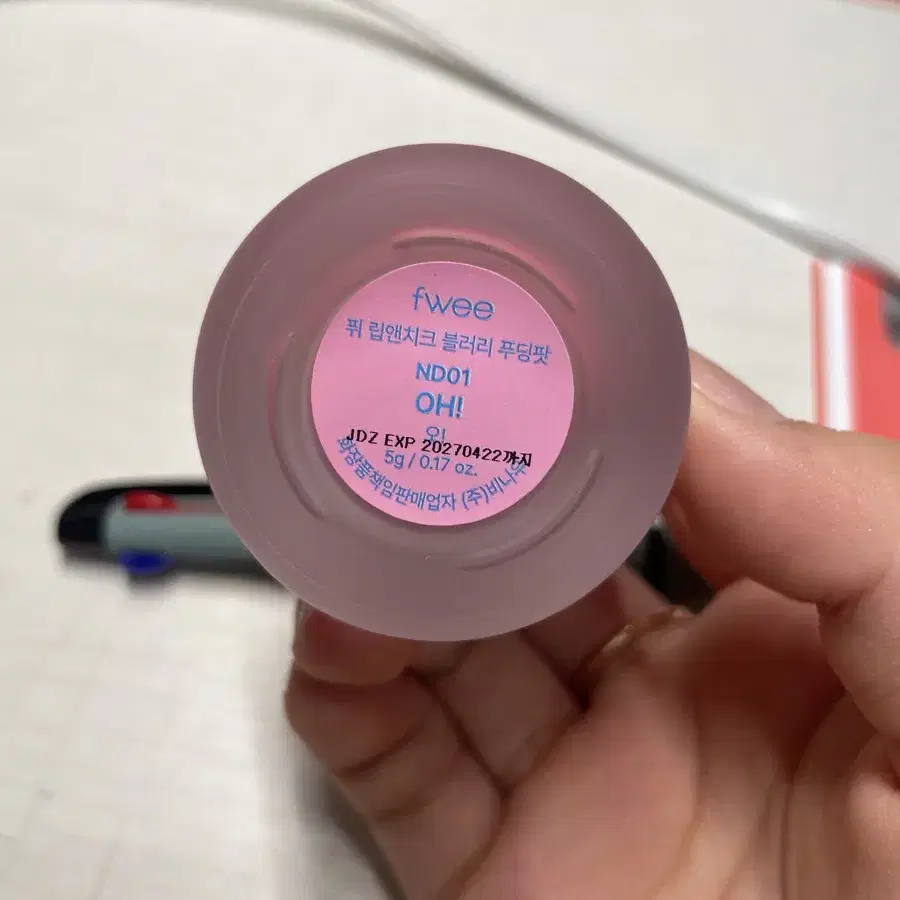 fwee
퓌 립앤치크 블러리 푸딩팟
ND01
OH!
오!
JDZ EXP 20270422까지
5g / 0.17 oz.
화장품책임판매업자 (주)비나우